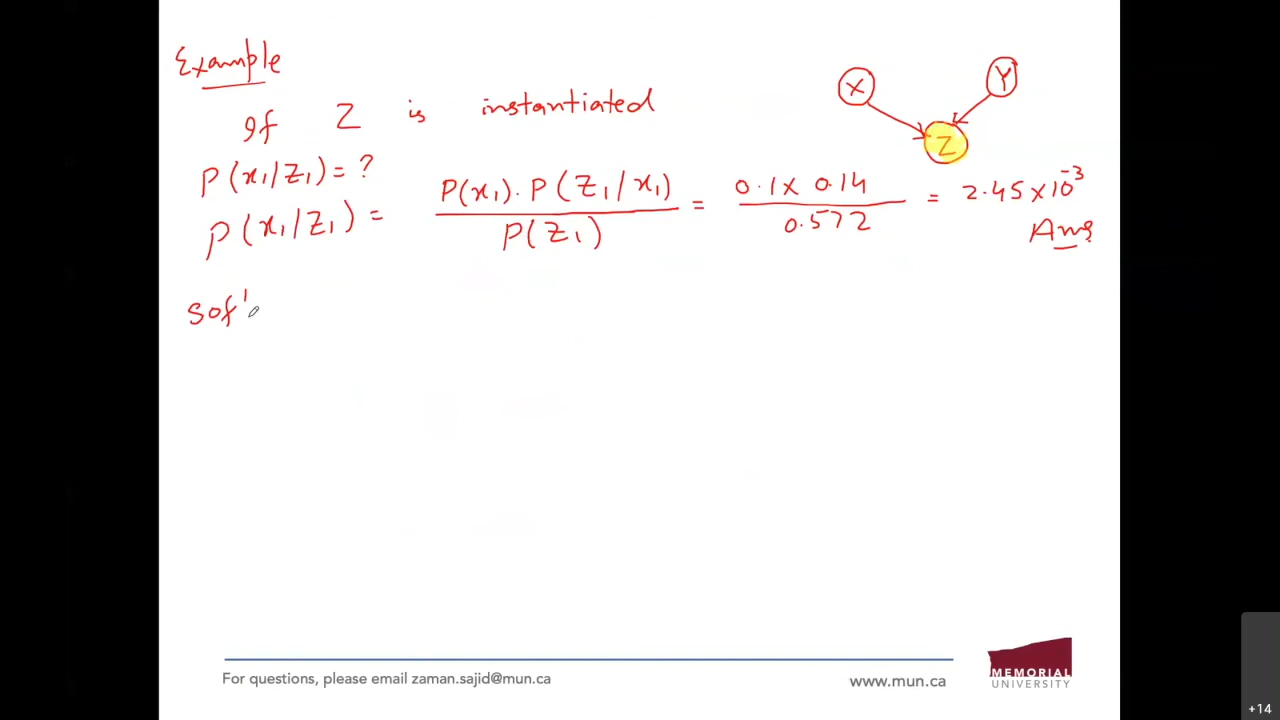 Example
If Z is instantiated
X Y
Z
P(x₁/Z₁) = ?
P(x₁/Z₁) = P(x₁) . P(Z₁/x₁) / P(Z₁) = 0.1 x 0.14 / 0.572 = 2.45 x 10⁻³
Ans
Sof'
For questions, please email zaman.sajid@mun.ca
www.mun.ca
MEMORIAL
UNIVERSITY
+14